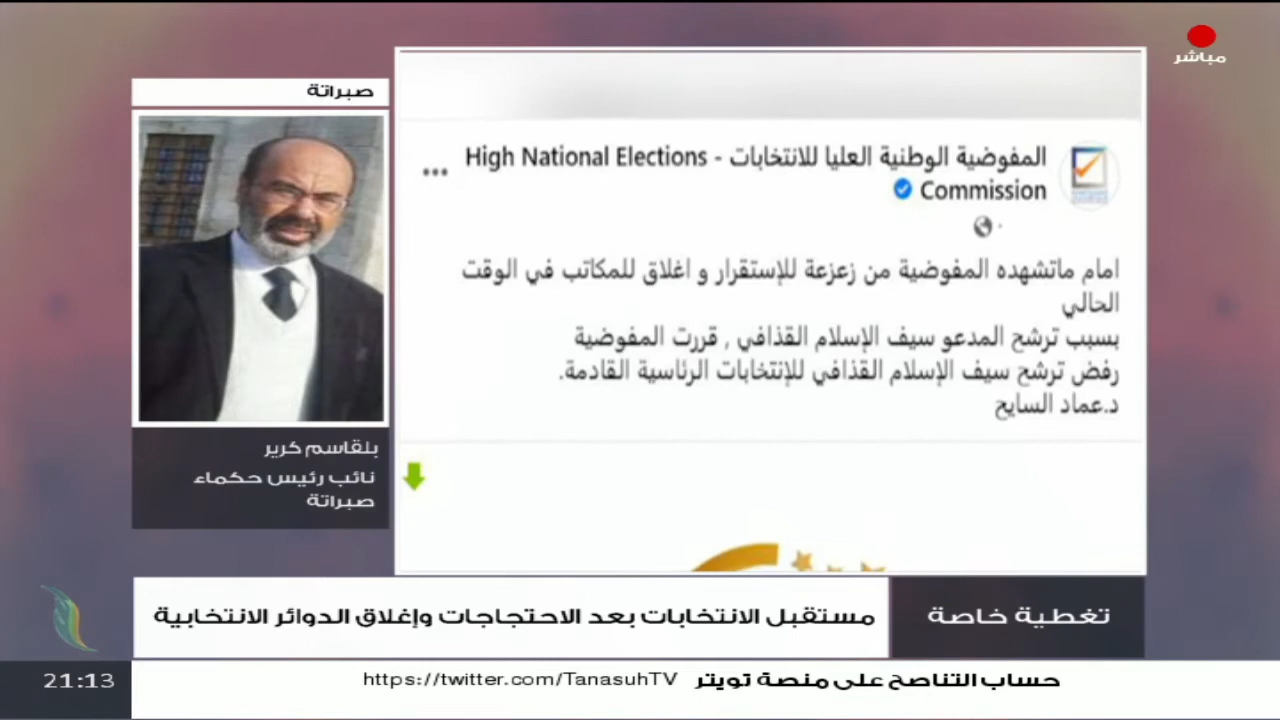 مباشر
صبراتة
المفوضية الوطنية العليا للانتخابات - High National Elections
Commission
امام ماتشهده المفوضية من زعزعة للإستقرار و اغلاق للمكاتب في الوقت
الحالي
بسبب ترشح المدعو سيف الإسلام القذافي , قررت المفوضية
رفض ترشح سيف الإسلام القذافي للإنتخابات الرئاسية القادمة.
د.عماد السايح
بلقاسم كرير
نائب رئيس حكماء
صبراتة
تغطية خاصة
مستقبل الانتخابات بعد الاحتجاجات وإغلاق الدوائر الانتخابية
حساب التناصح على منصة تويتر https://twitter.com/TanasuhTV
21:13